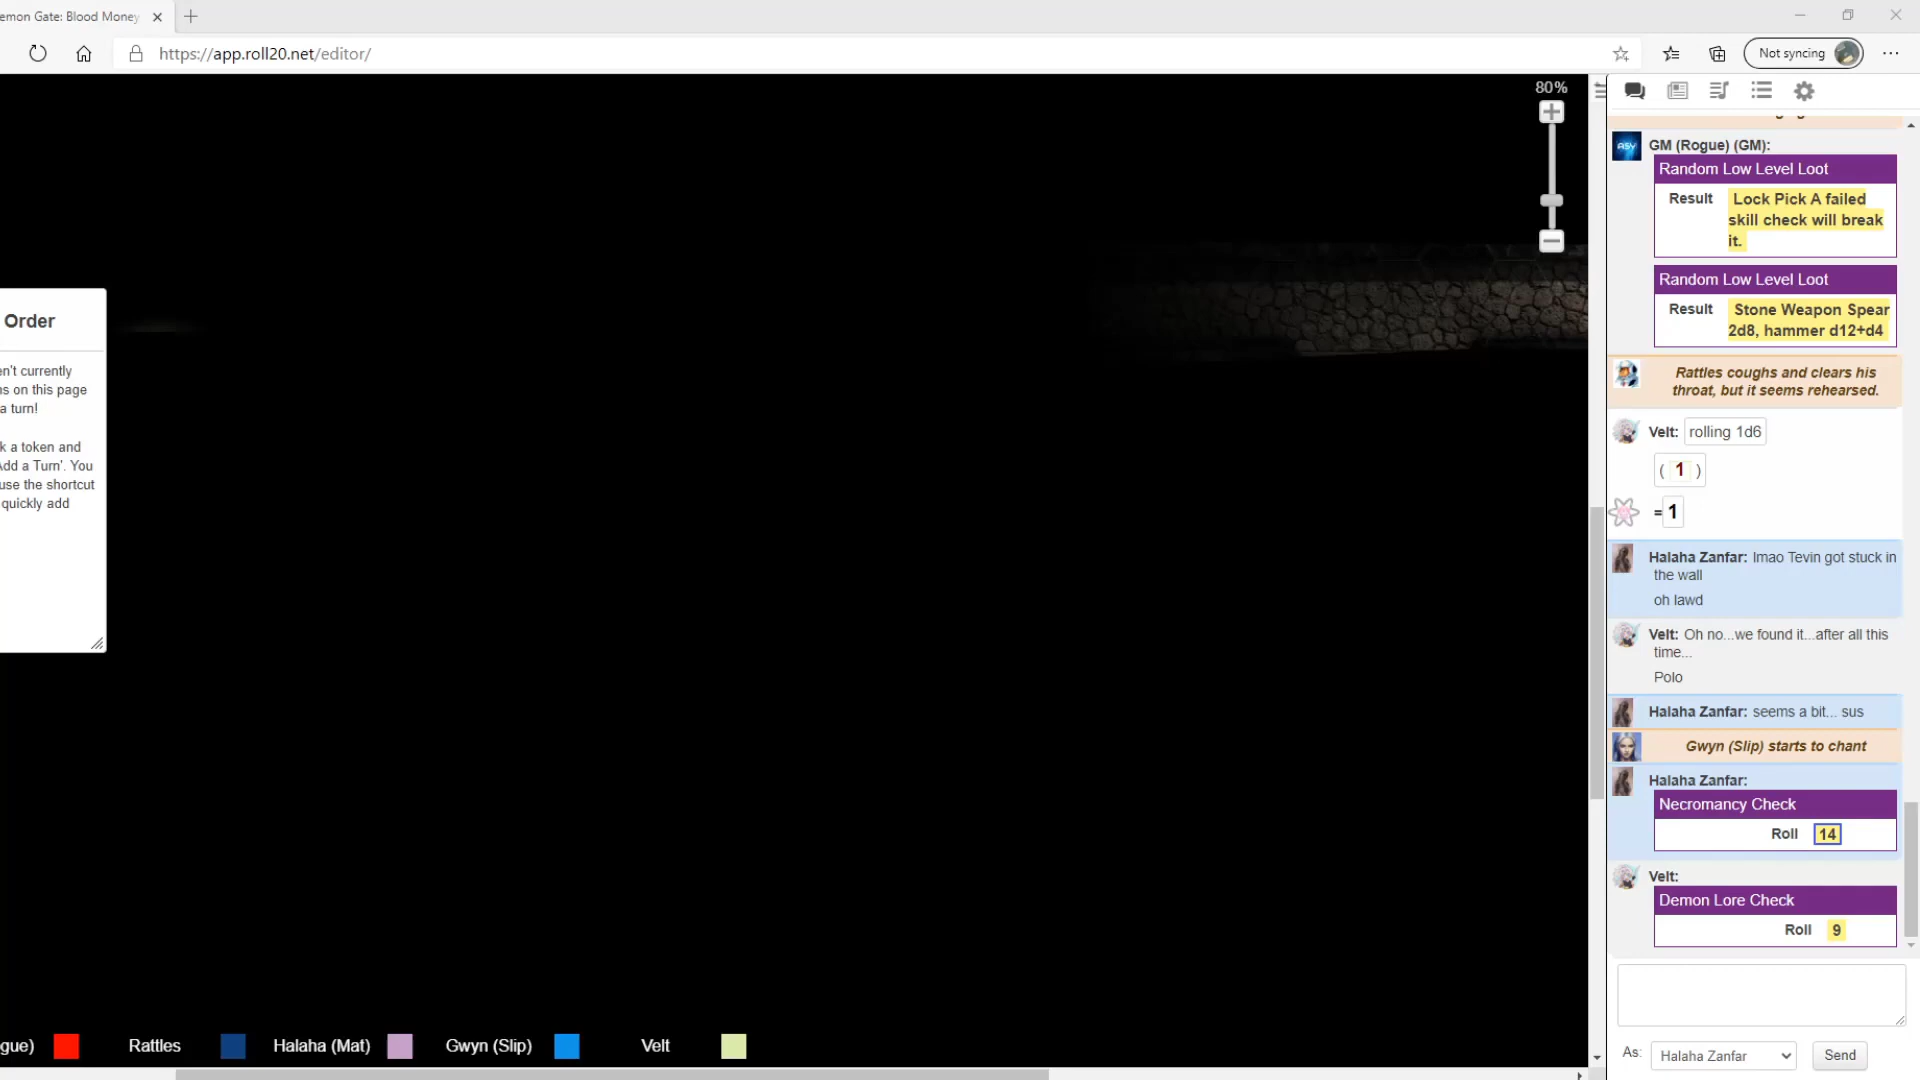 emon Gate: Blood Money
https://app.roll20.net/editor/
Not syncing
80%
GM (Rogue) (GM):
Random Low Level Loot
Result Lock Pick A failed
skill check will break
it.
Random Low Level Loot
Result Stone Weapon Spear
2d8, hammer d12+d4
Rattles coughs and clears his
throat, but it seems rehearsed.
Velt: rolling 1d6
( 1 )
= 1
Halaha Zanfar: lmao Tevin got stuck in
the wall
oh lawd
Velt: Oh no...we found it...after all this
time...
Polo
Halaha Zanfar: seems a bit... sus
Gwyn (Slip) starts to chant
Halaha Zanfar:
Necromancy Check
Roll 14
Velt:
Demon Lore Check
Roll 9
As: Halaha Zanfar Send
Order
en't currently
ns on this page
a turn!
k a token and
Add a Turn'. You
use the shortcut
quickly add
gue) Rattles Halaha (Mat) Gwyn (Slip) Velt